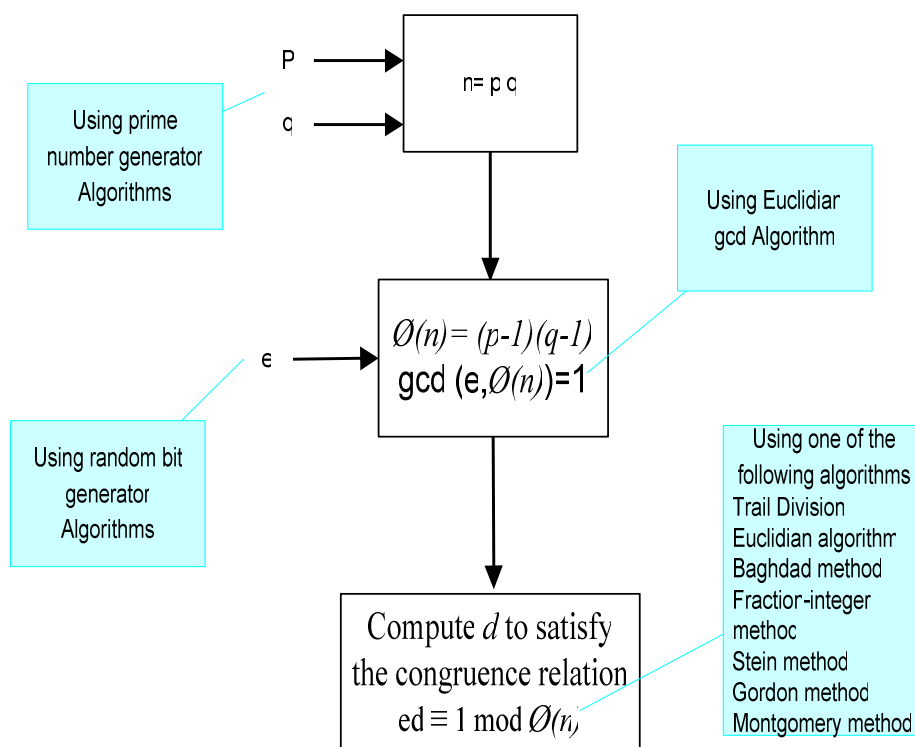 P
q
n= p q
Using prime
number generator
Algorithms
Using Euclidian
gcd Algorithm
Ø(n)= (p-1)(q-1)
gcd (e,Ø(n))=1
e
Using random bit
generator
Algorithms
Using one of the
following algorithms
Trail Division
Euclidian algorithm
Baghdad method
Fraction-integer
method
Stein method
Gordon method
Montgomery method
Compute d to satisfy
the congruence relation
ed ≡ 1 mod Ø(n)